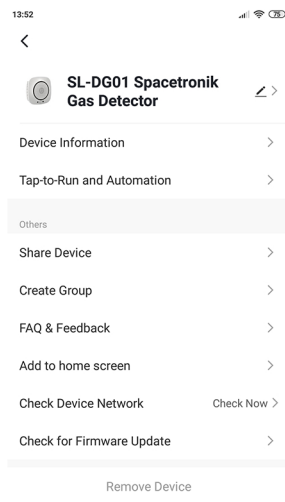 13:52
75
SL-DG01 Spacetronik
Gas Detector
Device Information
Tap-to-Run and Automation
Others
Share Device
Create Group
FAQ & Feedback
Add to home screen
Check Device Network Check Now
Check for Firmware Update
Remove Device